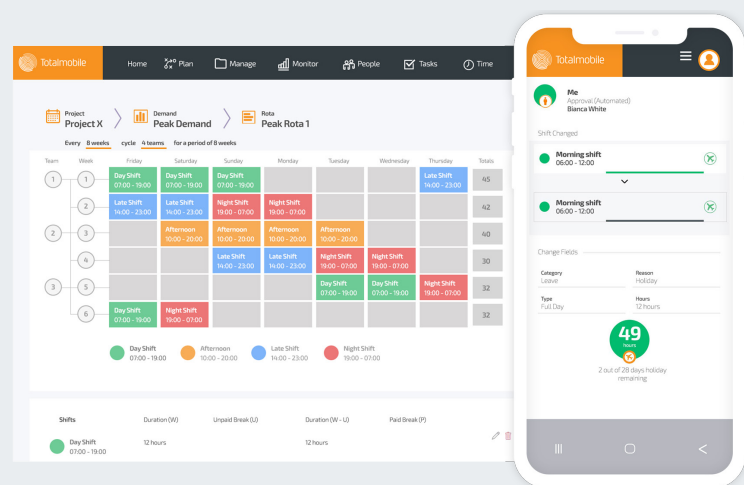 Totalmobile
Home Plan Manage Monitor People Tasks Time
Project Demand Rota
Project X Peak Demand Peak Rota 1
Every 8 weeks cycle 4 teams for a period of 8 weeks
Team Week Friday Saturday Sunday Monday Tuesday Wednesday Thursday Totals
1 1 Day Shift Day Shift Day Shift Late Shift 45
07:00 - 19:00 07:00 - 19:00 07:00 - 19:00 14:00 - 23:00
2 Late Shift Late Shift Night Shift Night Shift 42
14:00 - 23:00 14:00 - 23:00 19:00 - 07:00 19:00 - 07:00
2 3 Afternoon Afternoon Afternoon Afternoon 40
10:00 - 20:00 10:00 - 20:00 10:00 - 20:00 10:00 - 20:00
4 Late Shift Late Shift Night Shift Night Shift 30
14:00 - 23:00 14:00 - 23:00 19:00 - 07:00 19:00 - 07:00
3 5 Day Shift Day Shift Night Shift 32
07:00 - 19:00 07:00 - 19:00 19:00 - 07:00
6 Day Shift Night Shift 32
07:00 - 19:00 19:00 - 07:00
Day Shift Afternoon Late Shift Night Shift
07:00 - 19:00 10:00 - 20:00 14:00 - 23:00 19:00 - 07:00
Shifts Duration (W) Unpaid Break (U) Duration (W - U) Paid Break (P)
Day Shift 12 hours 12 hours
07:00 - 19:00
Totalmobile
Me
Approval (Automated)
Bianca White
Shift Changed
Morning shift
06:00 - 12:00
Morning shift
06:00 - 12:00
Change Fields
Category Reason
Leave Holiday
Type Hours
Full Day 12 hours
49
hours
2 out of 28 days holiday
remaining